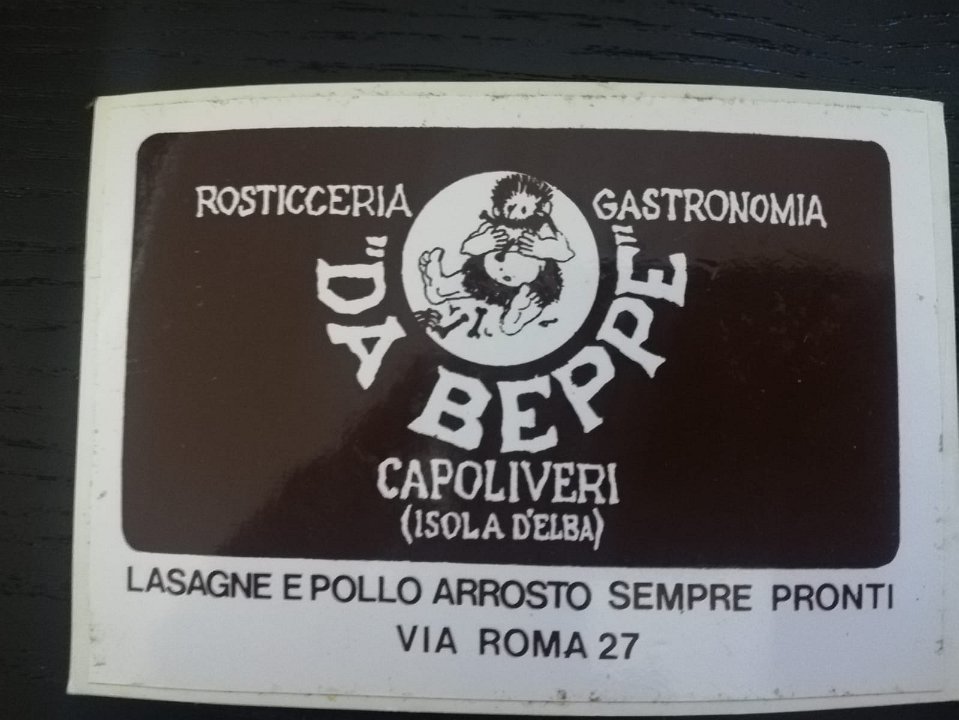 ROSTICCERIA GASTRONOMIA
"DA BEPPE"
CAPOLIVERI
(ISOLA D'ELBA)
LASAGNE E POLLO ARROSTO SEMPRE PRONTI
VIA ROMA 27